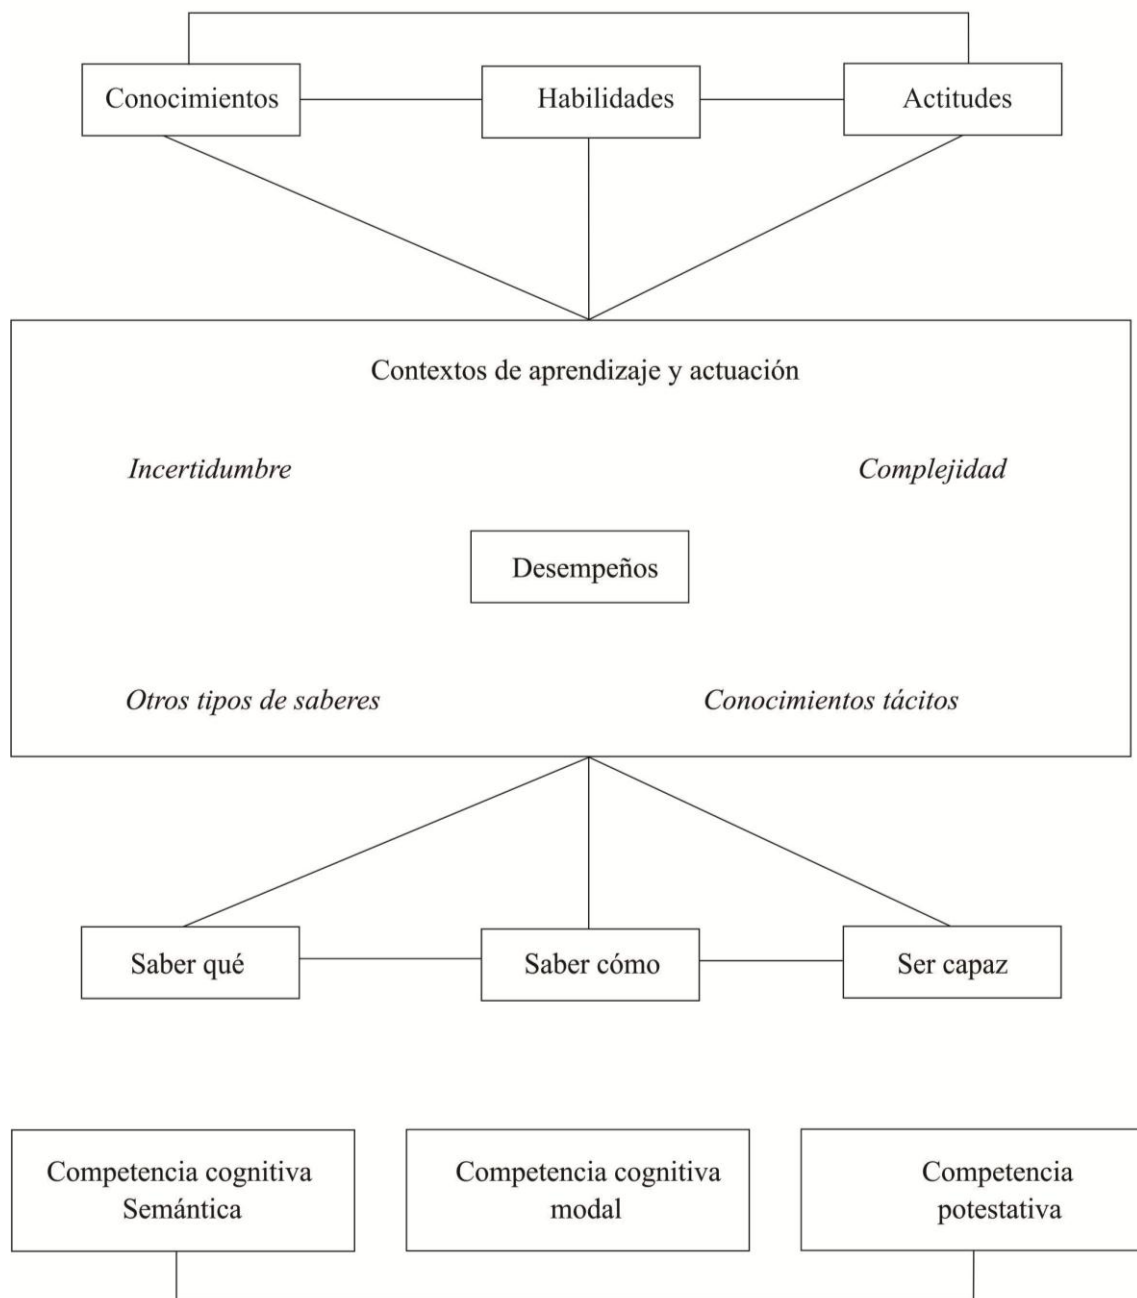 Conocimientos
Habilidades
Actitudes
Contextos de aprendizaje y actuación
Incertidumbre
Complejidad
Desempeños
Otros tipos de saberes
Conocimientos tácitos
Saber qué
Saber cómo
Ser capaz
Competencia cognitiva
Semántica
Competencia cognitiva
modal
Competencia
potestativa